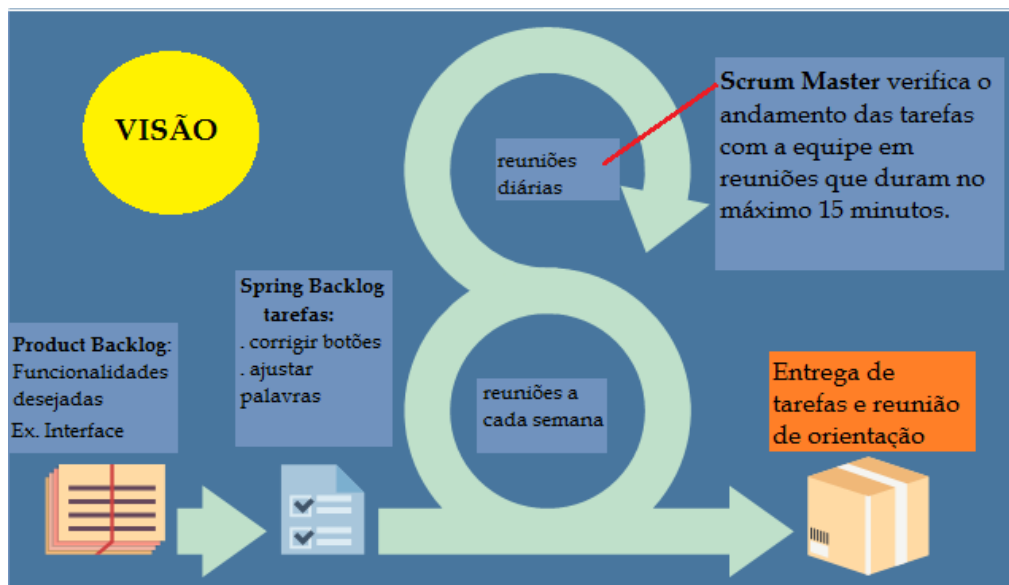 VISÃO
reuniões
diárias
Scrum Master verifica o
andamento das tarefas
com a equipe em
reuniões que duram no
máximo 15 minutos.
Product Backlog:
Funcionalidades
desejadas
Ex. Interface
Spring Backlog
tarefas:
. corrigir botões
. ajustar
palavras
reuniões a
cada semana
Entrega de
tarefas e reunião
de orientação